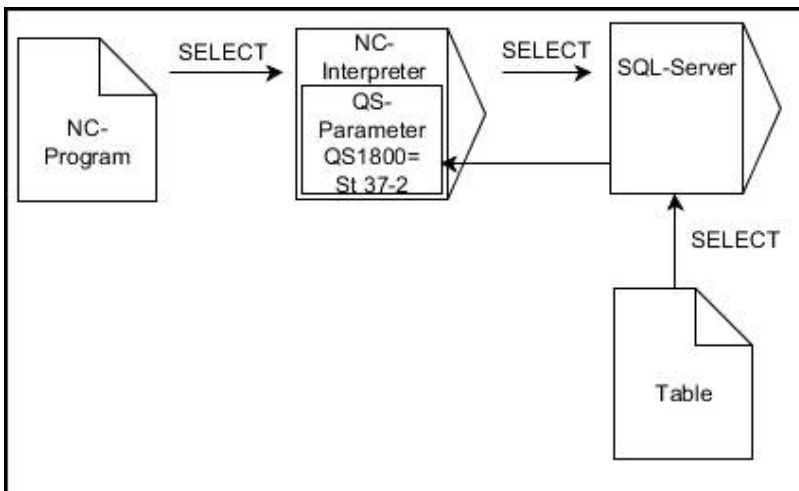 SELECT
NC-
Interpreter
SELECT
SQL-Server
NC-
Program
QS-
Parameter
QS1800=
St 37-2
SELECT
Table